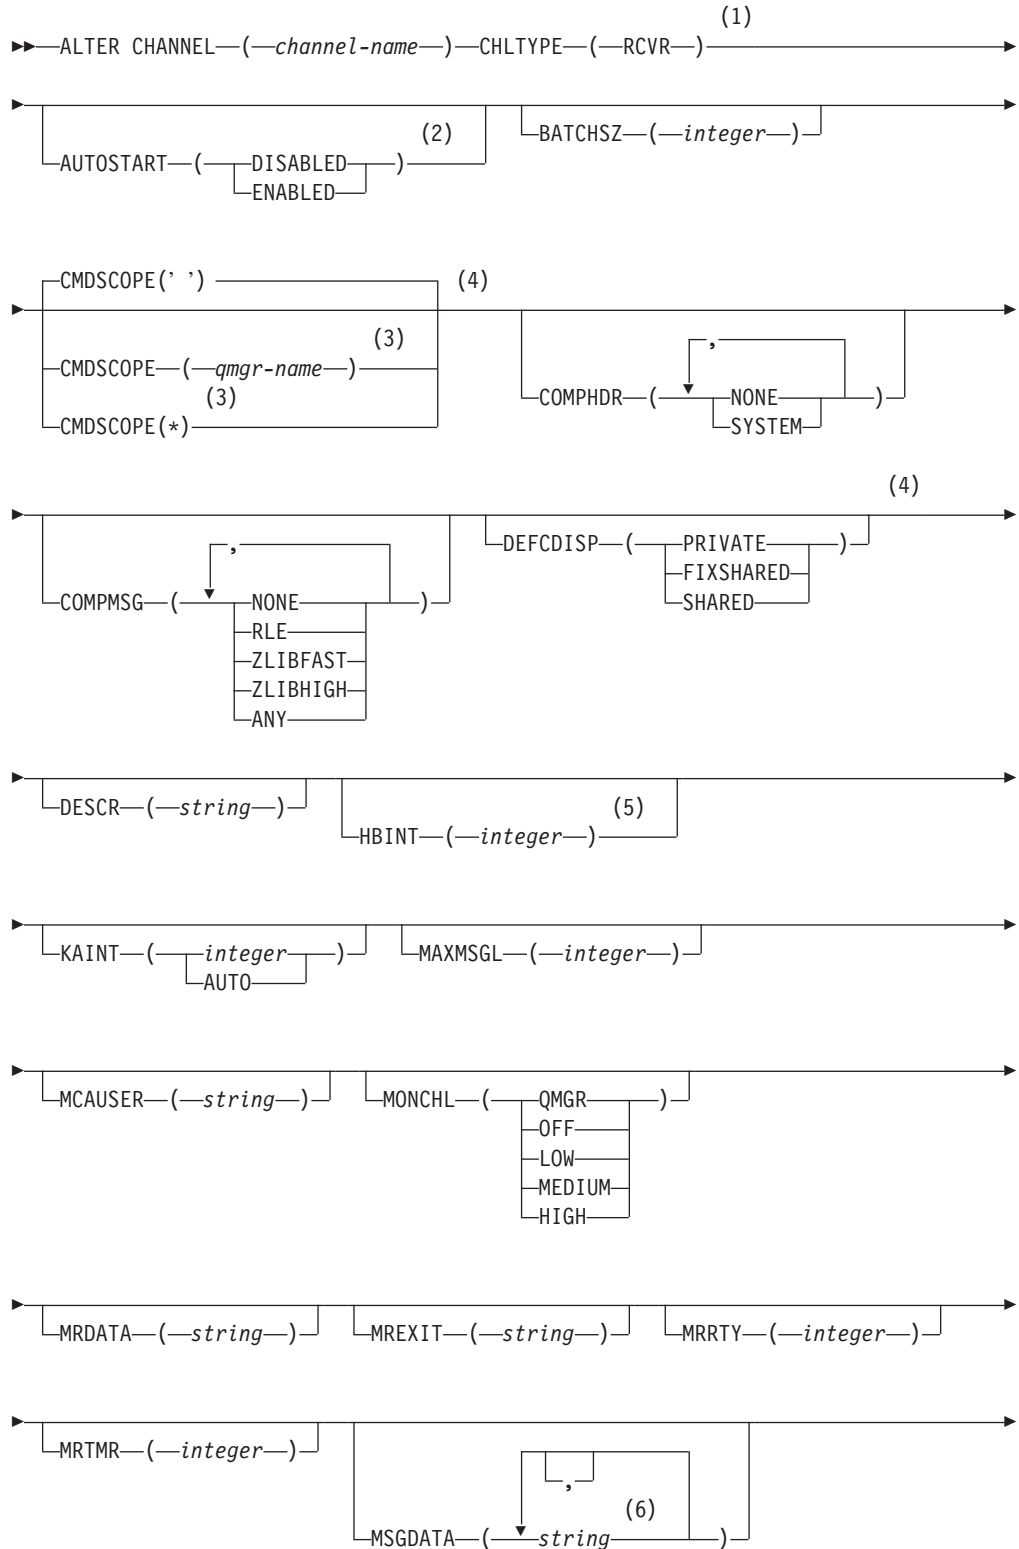 (1)
ALTER CHANNEL ( channel-name ) CHLTYPE ( RCVR )
(2)
AUTOSTART ( DISABLED )
ENABLED
BATCHSZ ( integer )
CMDSCOPE(' ')
(4)
(3)
CMDSCOPE ( qmgr-name )
(3)
CMDSCOPE(*)
,
COMPHDR ( NONE )
SYSTEM
,
COMPMSG ( NONE )
RLE
ZLIBFAST
ZLIBHIGH
ANY
(4)
DEFCDISP ( PRIVATE )
FIXSHARED
SHARED
DESCR ( string )
(5)
HBINT ( integer )
KAINT ( integer )
AUTO
MAXMSGL ( integer )
MCAUSER ( string )
MONCHL ( QMGR )
OFF
LOW
MEDIUM
HIGH
MRDATA ( string )
MREXIT ( string )
MRRTY ( integer )
MRTMR ( integer )
,
(6)
MSGDATA ( string )